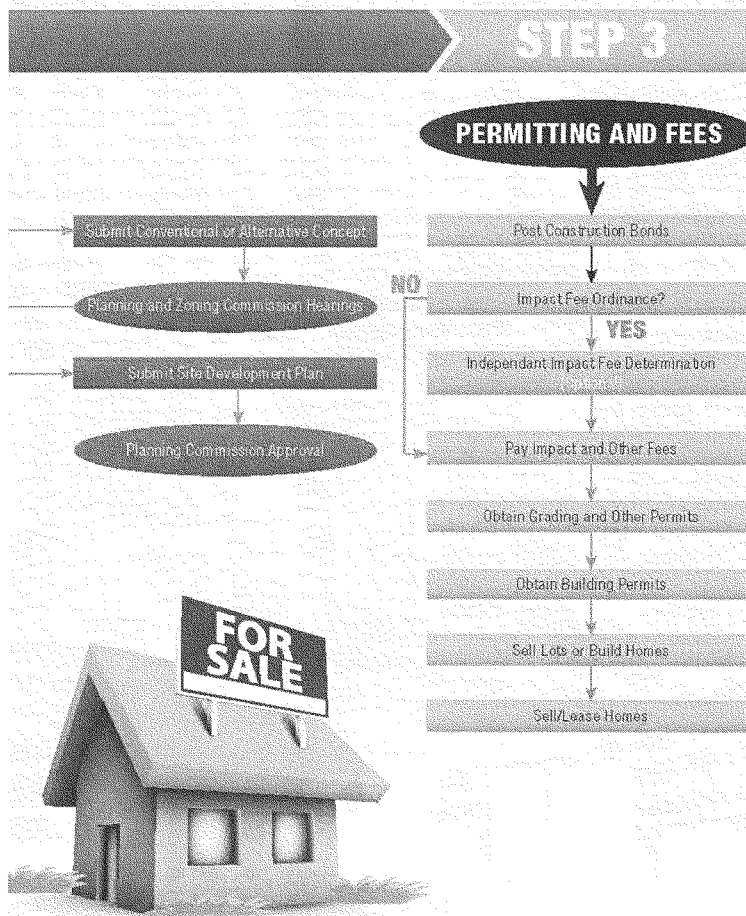 STEP 3
PERMITTING AND FEES
Submit Conventional or Alternative Concept
Planning and Zoning Commission Hearings
Submit Site Development Plan
Planning Commission Approval
Post Construction Bonds
NO
Impact Fee Ordinance?
YES
Independant Impact Fee Determination
Pay Impact and Other Fees
Obtain Grading and Other Permits
Obtain Building Permits
Sell Lots or Build Homes
Sell/Lease Homes
FOR
SALE